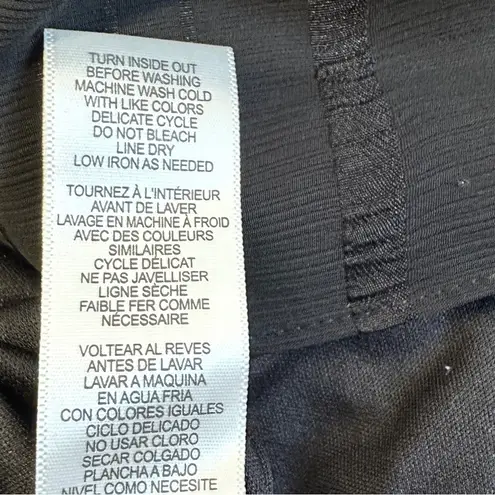 TURN INSIDE OUT
BEFORE WASHING
MACHINE WASH COLD
WITH LIKE COLORS
DELICATE CYCLE
DO NOT BLEACH
LINE DRY
LOW IRON AS NEEDED
TOURNEZ À L'INTÉRIEUR
AVANT DE LAVER
LAVAGE EN MACHINE À FROID
AVEC DES COULEURS
SIMILAIRES
CYCLE DÉLICAT
NE PAS JAVELLISER
LIGNE SÈCHE
FAIBLE FER COMME
NÉCESSAIRE
VOLTEAR AL REVES
ANTES DE LAVAR
LAVAR A MAQUINA
EN AGUA FRIA
CON COLORES IGUALES
CICLO DELICADO
NO USAR CLORO
SECAR COLGADO
PLANCHA A BAJO
NIVEL COMO NECESITE